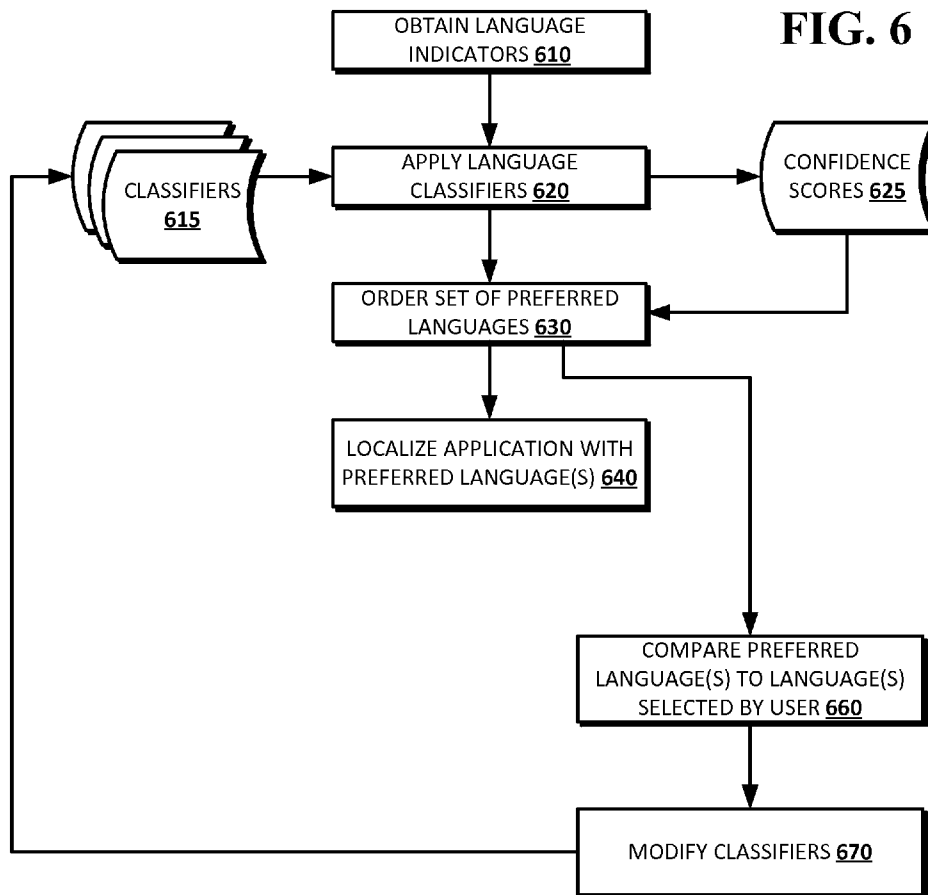 FIG. 6
OBTAIN LANGUAGE
INDICATORS 610
CLASSIFIERS
615
APPLY LANGUAGE
CLASSIFIERS 620
CONFIDENCE
SCORES 625
ORDER SET OF PREFERRED
LANGUAGES 630
LOCALIZE APPLICATION WITH
PREFERRED LANGUAGE(S) 640
COMPARE PREFERRED
LANGUAGE(S) TO LANGUAGE(S)
SELECTED BY USER 660
MODIFY CLASSIFIERS 670